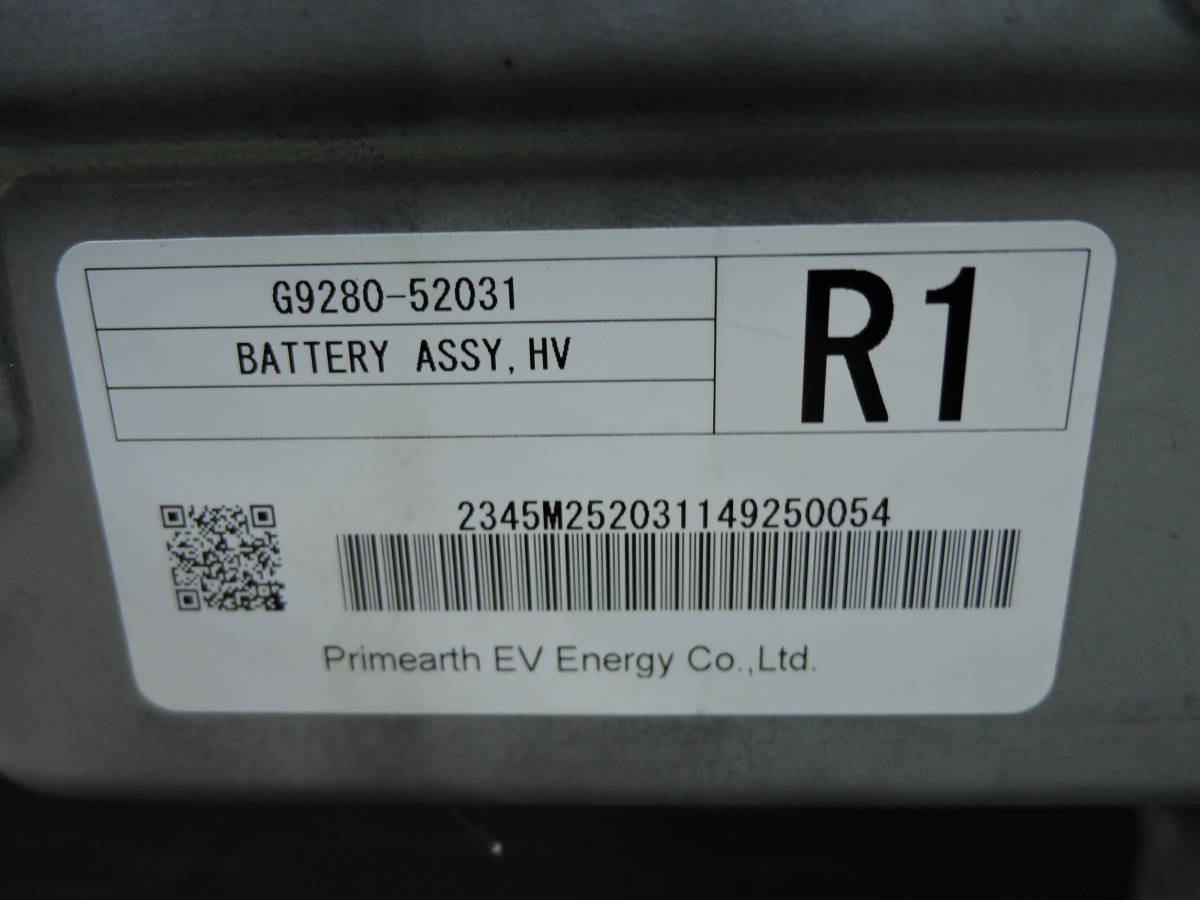 G9280-52031
BATTERY ASSY, HV
R1
2345M252031149250054
Primearth EV Energy Co.,Ltd.